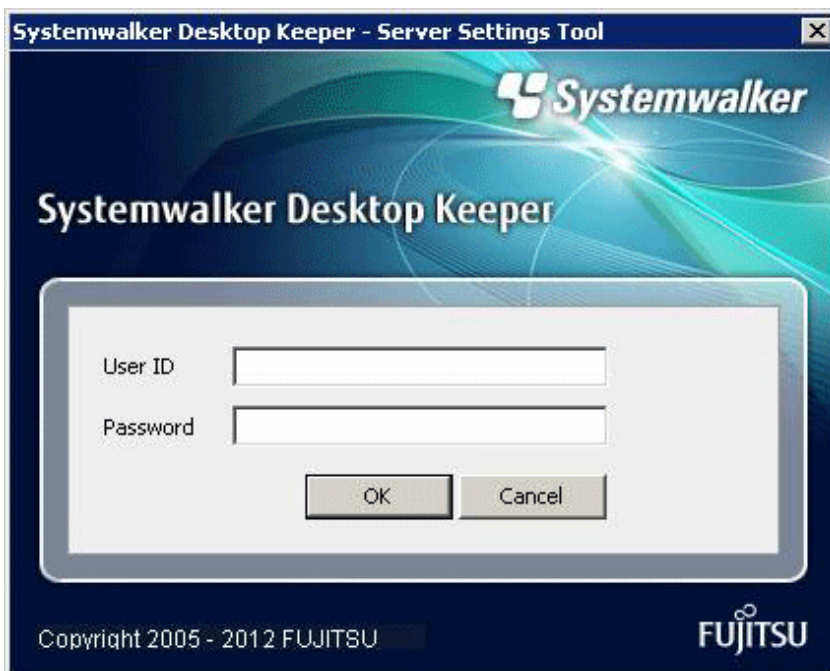 Systemwalker Desktop Keeper - Server Settings Tool
Systemwalker
Systemwalker Desktop Keeper
User ID
Password
OK Cancel
Copyright 2005 - 2012 FUJITSU
FUJITSU